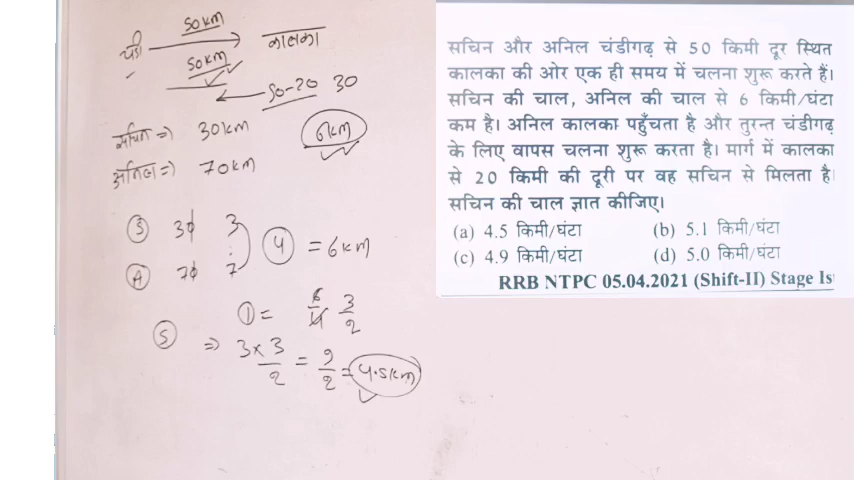 50KM
चंडी कालका
50KM
50-20 30
सचिन => 30KM 6KM
अनिल => 70KM
S 30 3
:
A 70 7
4 = 6KM
1 = 6/4 3/2
S => 3×3/2 = 9/2 = 4.5KM
सचिन और अनिल चंडीगढ़ से 50 किमी दूर स्थित
कालका की ओर एक ही समय में चलना शुरू करते हैं।
सचिन की चाल, अनिल की चाल से 6 किमी/घंटा
कम है। अनिल कालका पहुँचता है और तुरन्त चंडीगढ़
के लिए वापस चलना शुरू करता है। मार्ग में कालका
से 20 किमी की दूरी पर वह सचिन से मिलता है।
सचिन की चाल ज्ञात कीजिए।
(a) 4.5 किमी/घंटा (b) 5.1 किमी/घंटा
(c) 4.9 किमी/घंटा (d) 5.0 किमी/घंटा
RRB NTPC 05.04.2021 (Shift-II) Stage Is